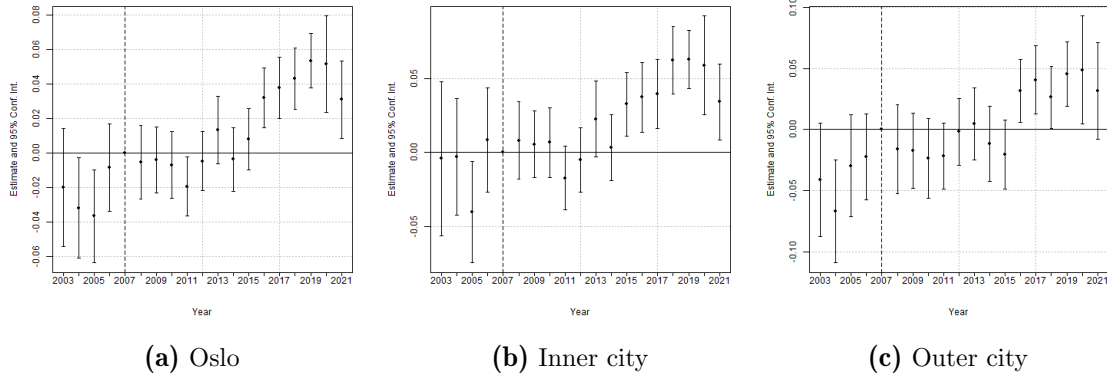 Estimate and 95% Conf. Int.
0.08
0.06
0.04
0.02
0.00
-0.02
-0.04
-0.06
2003 2005 2007 2009 2011 2013 2015 2017 2019 2021
Year
(a) Oslo
Estimate and 95% Conf. Int.
0.05
0.00
-0.05
2003 2005 2007 2009 2011 2013 2015 2017 2019 2021
Year
(b) Inner city
Estimate and 95% Conf. Int.
0.10
0.05
0.00
-0.05
-0.10
2003 2005 2007 2009 2011 2013 2015 2017 2019 2021
Year
(c) Outer city